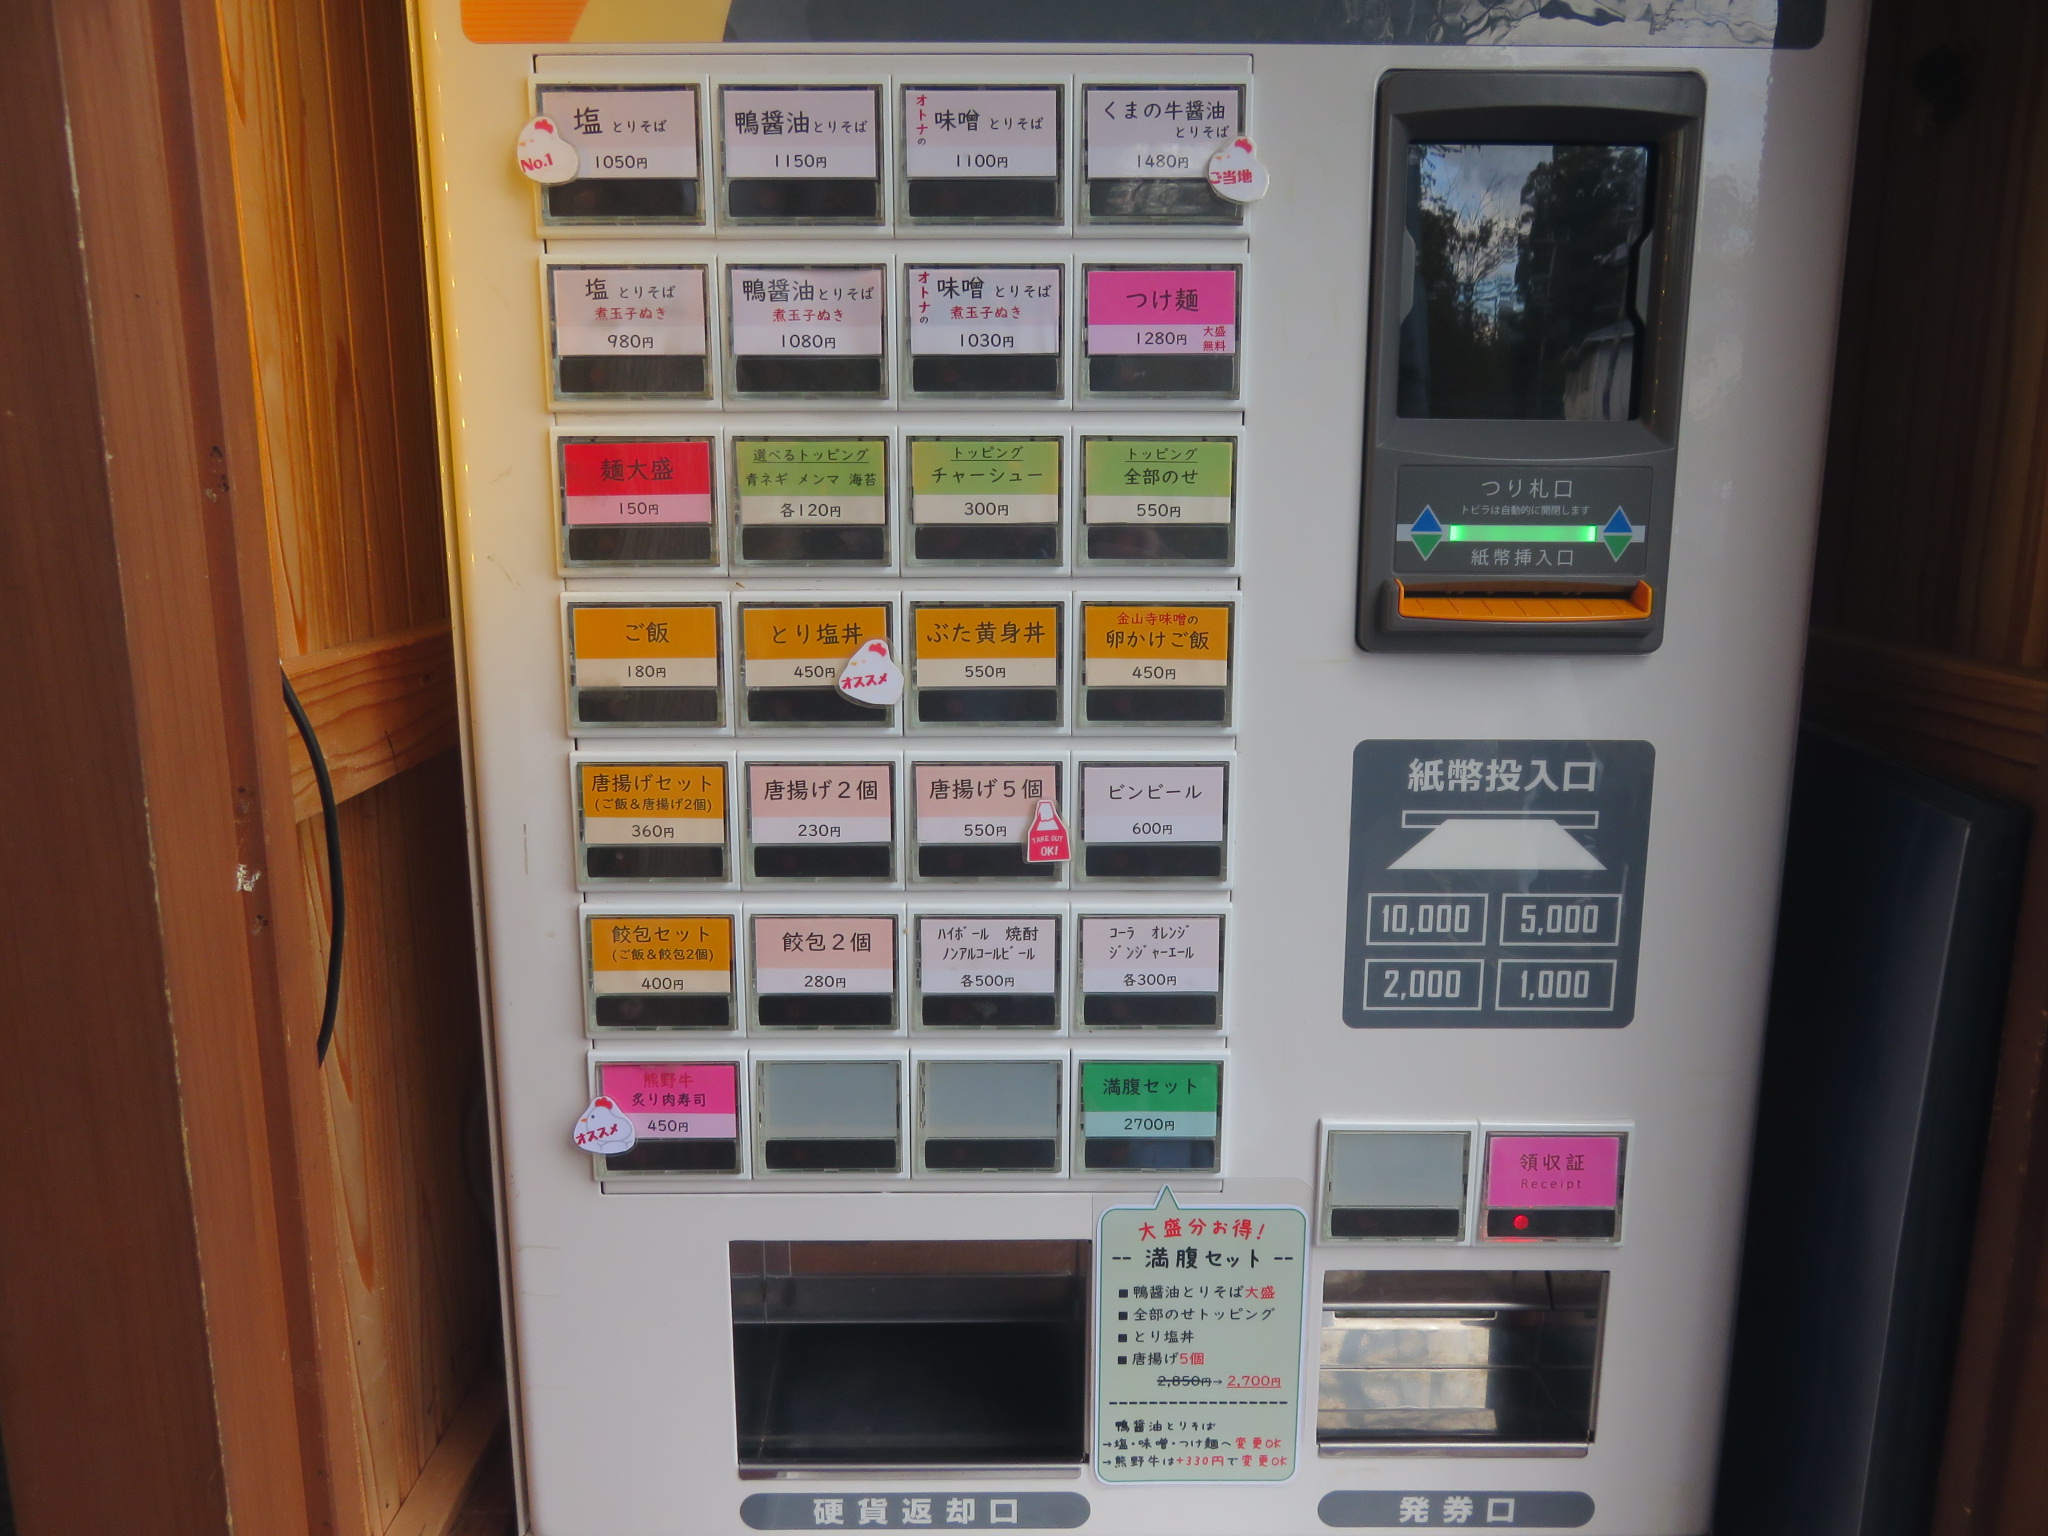 塩 とりそば
1050円
No.1
鴨醤油とりそば
1150円
オトナの
味噌 とりそば
1100円
くまの牛醤油
とりそば
1480円
ご当地
塩 とりそば
煮玉子ぬき
980円
鴨醤油とりそば
煮玉子ぬき
1080円
オトナの
味噌 とりそば
煮玉子ぬき
1030円
つけ麺
1280円
大盛
無料
麺大盛
150円
選べるトッピング
青ネギ メンマ 海苔
各120円
トッピング
チャーシュー
300円
トッピング
全部のせ
550円
ご飯
180円
とり塩丼
450円
オススメ
ぶた黄身丼
550円
金山寺味噌の
卵かけご飯
450円
唐揚げセット
(ご飯&唐揚げ2個)
360円
唐揚げ2個
230円
唐揚げ5個
550円
TAKE OUT
OK!
ビンビール
600円
餃包セット
(ご飯&餃包2個)
400円
餃包2個
280円
ハイボール 焼酎
ノンアルコールビール
各500円
コーラ オレンジ
ジンジャーエール
各300円
熊野牛
炙り肉寿司
450円
オススメ
満腹セット
2700円
大盛分お得!
-- 満腹セット --
■鴨醤油とりそば大盛
■全部のせトッピング
■とり塩丼
■唐揚げ5個
2,850円→2,700円
鴨醤油とりそば
→塩・味噌・つけ麺へ変更OK
→熊野牛は+330円で変更OK
つり札口
トビラは自動的に開閉します
紙幣挿入口
紙幣投入口
10,000
5,000
2,000
1,000
領収証
Receipt
硬貨返却口
発券口